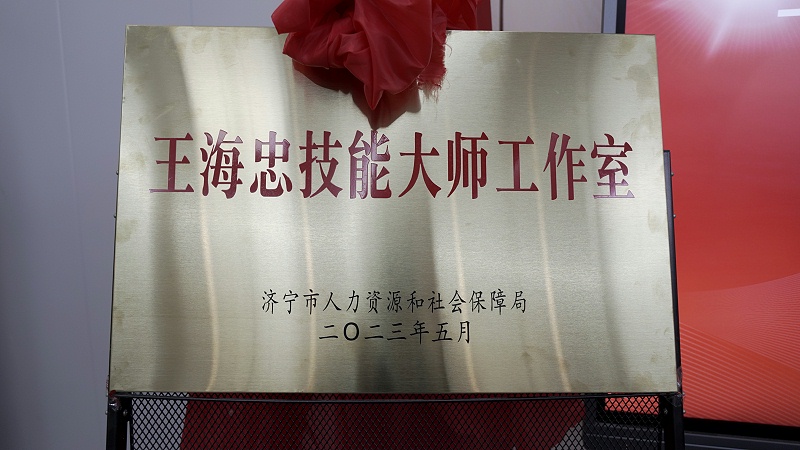 王海忠技能大师工作室
济宁市人力资源和社会保障局
二〇二三年五月